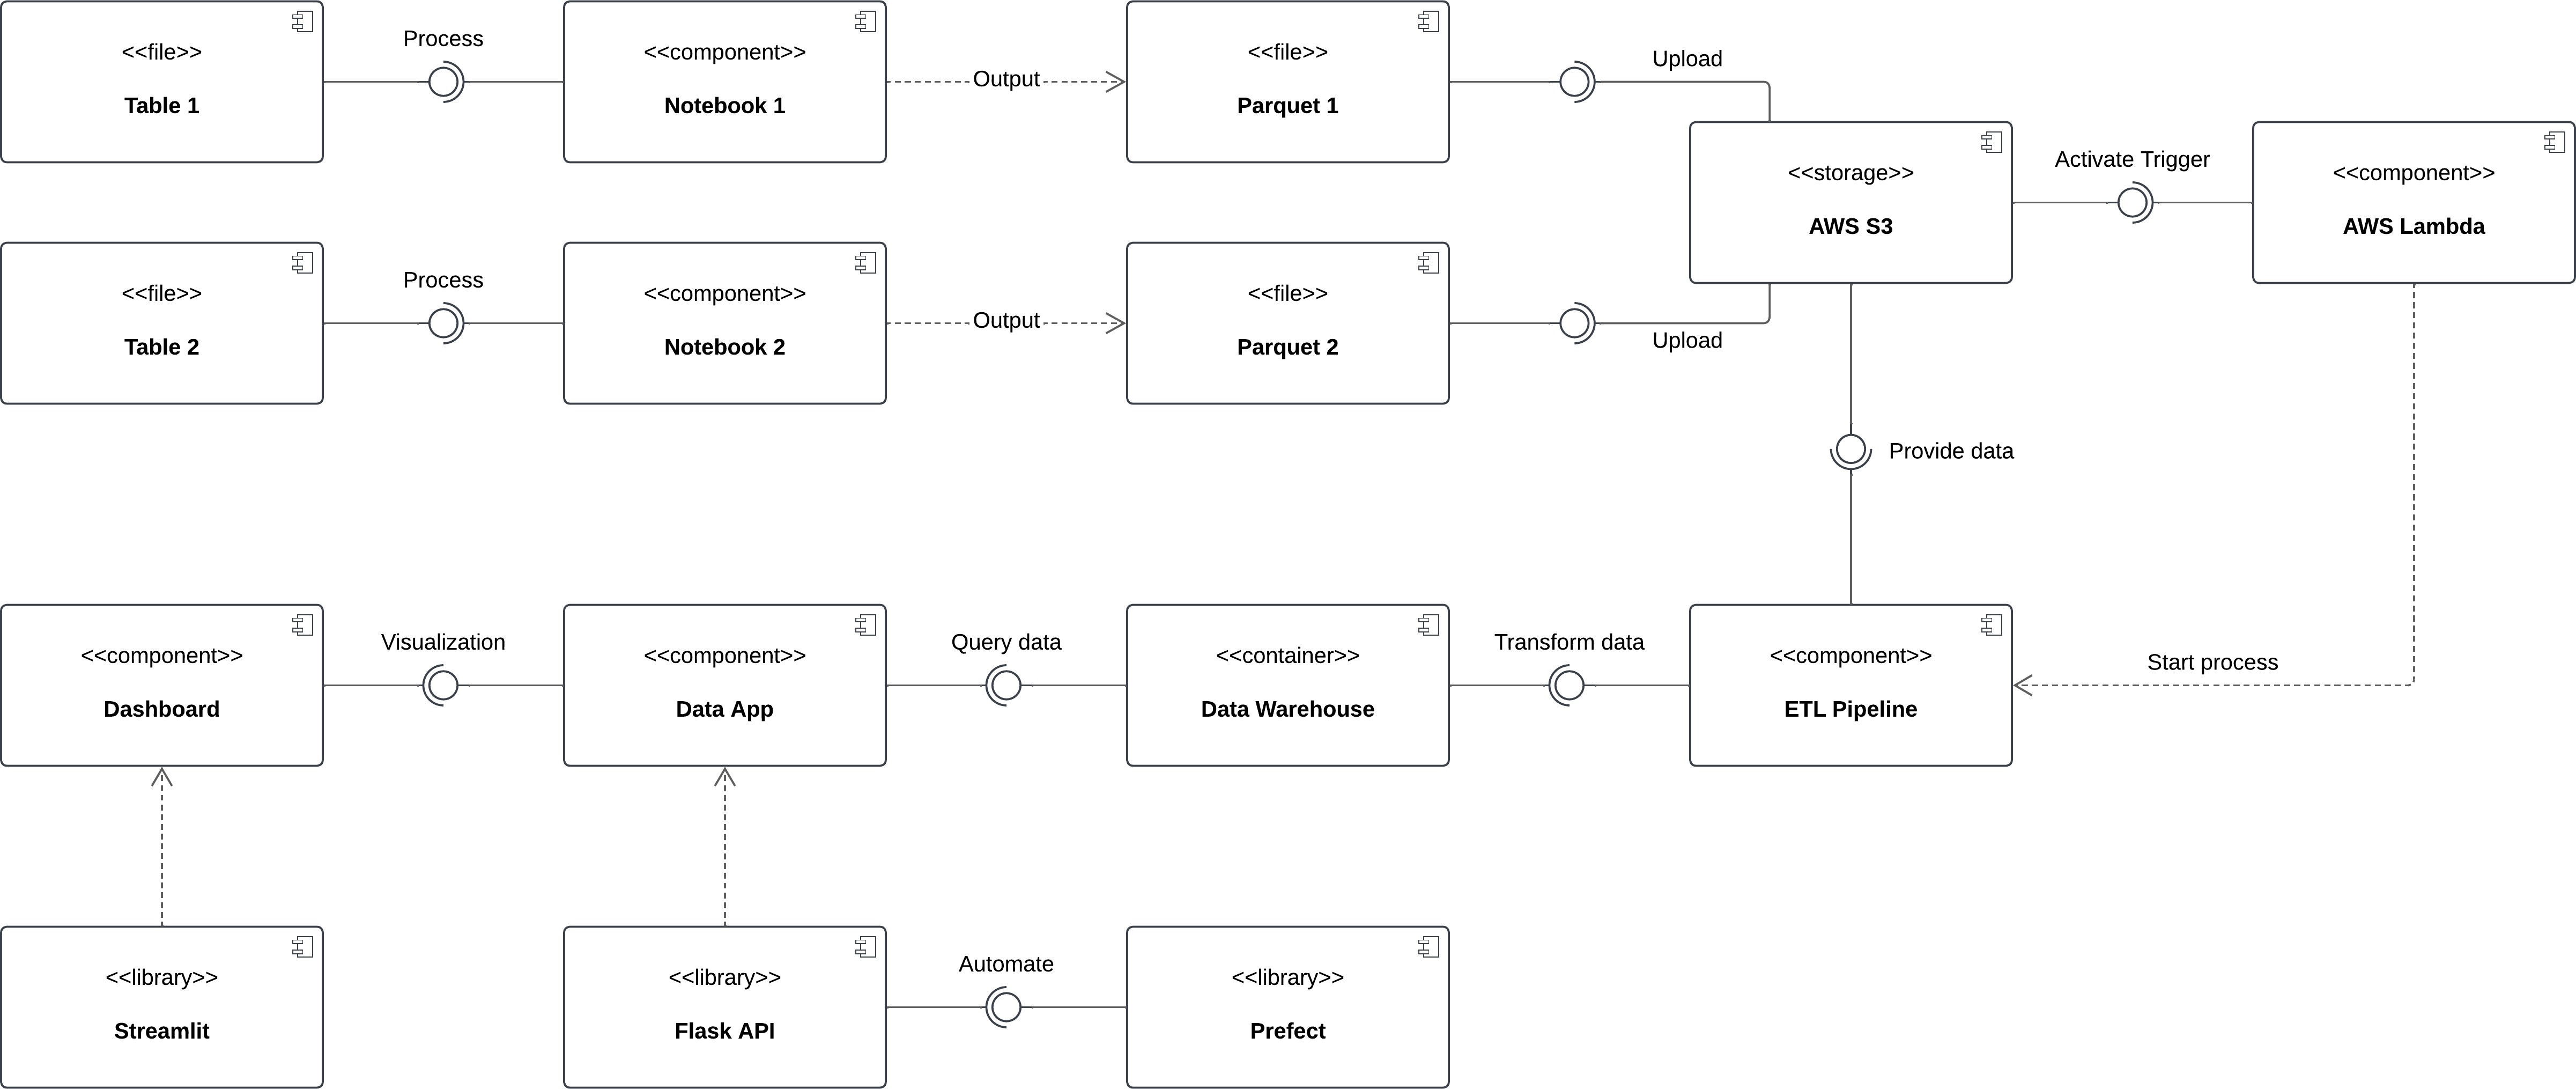 <<file>>
Table 1
Process
<<component>>
Notebook 1
Output
<<file>>
Parquet 1
Upload
<<storage>>
AWS S3
Activate Trigger
<<component>>
AWS Lambda
<<file>>
Table 2
Process
<<component>>
Notebook 2
Output
<<file>>
Parquet 2
Upload
Provide data
<<component>>
Dashboard
Visualization
<<component>>
Data App
Query data
<<container>>
Data Warehouse
Transform data
<<component>>
ETL Pipeline
Start process
<<library>>
Streamlit
<<library>>
Flask API
Automate
<<library>>
Prefect